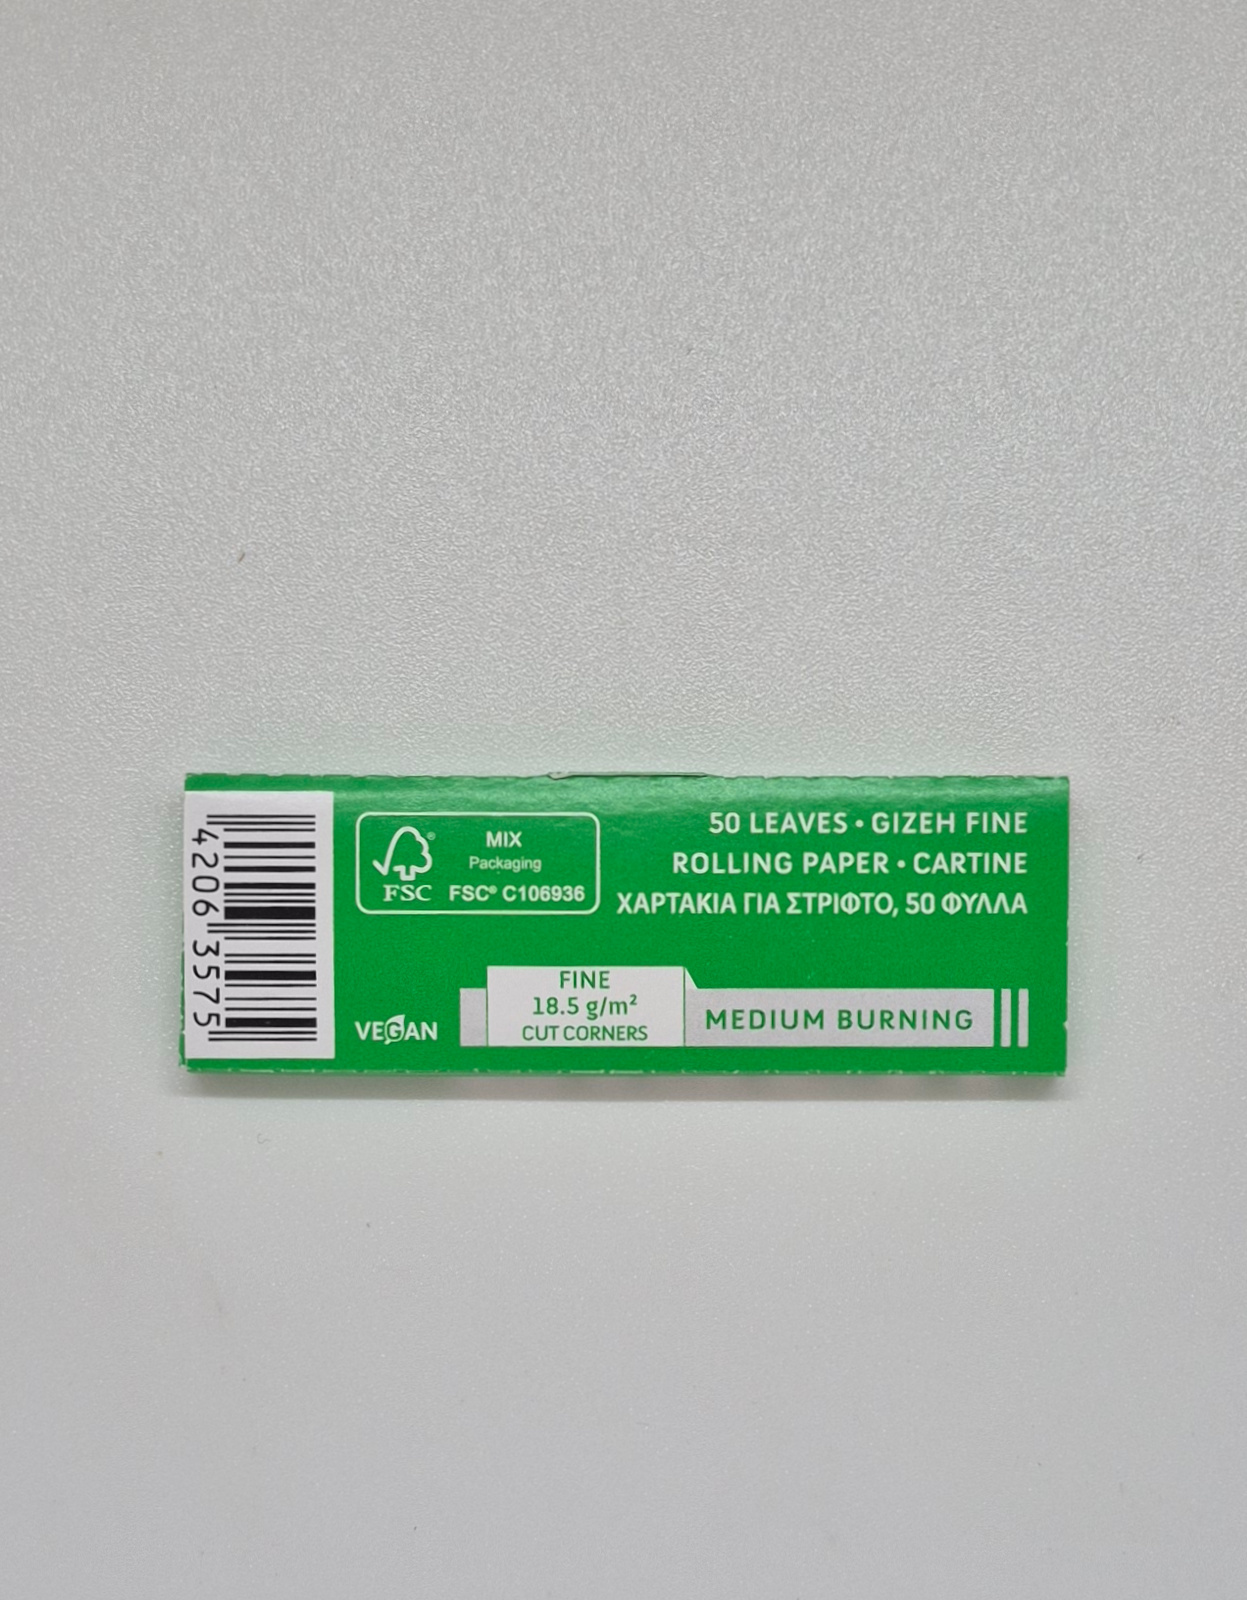 4206 3575
FSC®
MIX
Packaging
FSC® C106936
50 LEAVES • GIZEH FINE
ROLLING PAPER • CARTINE
ΧΑΡΤΑΚΙΑ ΓΙΑ ΣΤΡΙΦΤΟ, 50 ΦΥΛΛΑ
VEGAN
FINE
18.5 g/m²
CUT CORNERS
MEDIUM BURNING